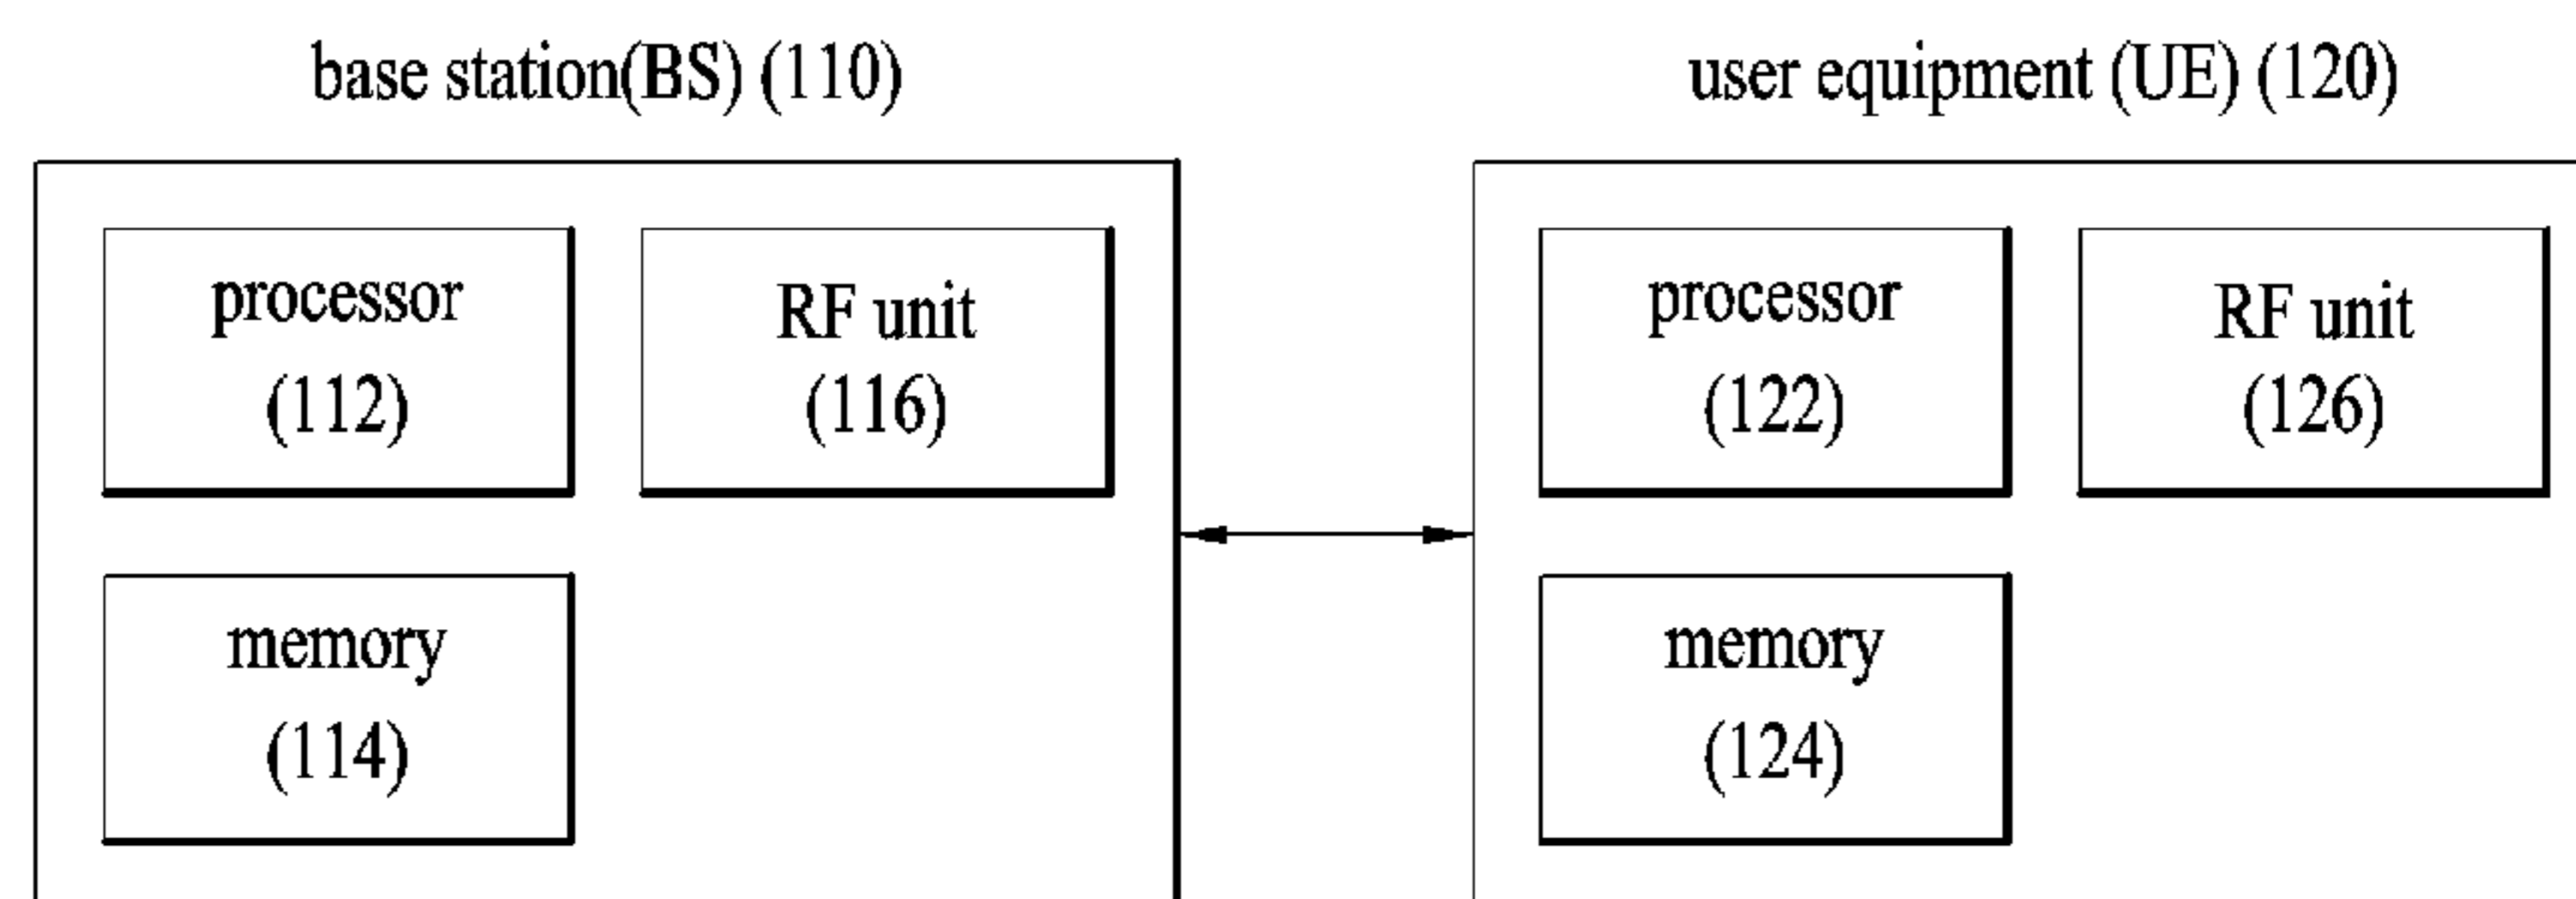 base station(BS) (110)
processor
(112)
RF unit
(116)
memory
(114)
user equipment (UE) (120)
processor
(122)
RF unit
(126)
memory
(124)